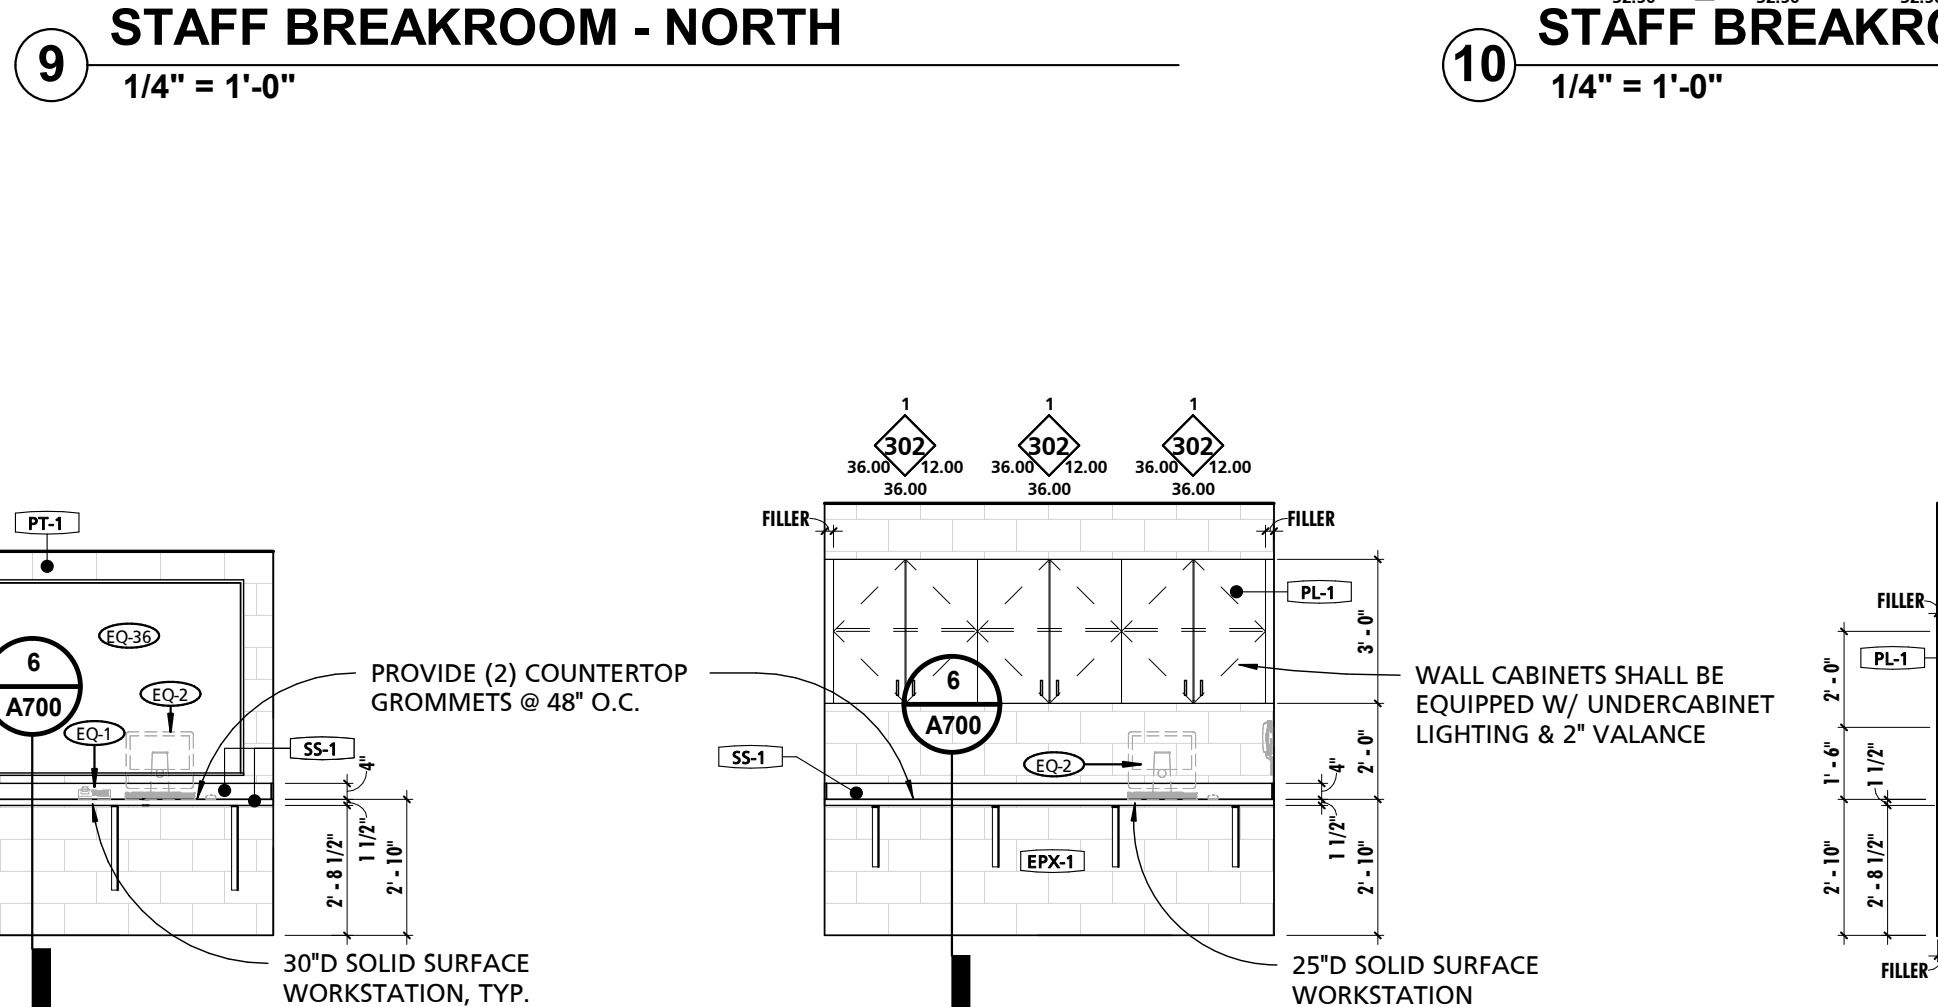 9
STAFF BREAKROOM - NORTH
1/4" = 1'-0"
10
1/4" = 1'-0"
PT-1
EQ-36
6
A700
EQ-2
EQ-1
SS-1
4"
1 1/2"
2' - 8 1/2"
2' - 10"
PROVIDE (2) COUNTERTOP
GROMMETS @ 48" O.C.
30"D SOLID SURFACE
WORKSTATION, TYP.
1 1 1
302 302 302
36.00 12.00 36.00 12.00 36.00 12.00
36.00 36.00 36.00
FILLER FILLER
PL-1
3' - 0"
6
A700
WALL CABINETS SHALL BE
EQUIPPED W/ UNDERCABINET
LIGHTING & 2" VALANCE
SS-1
EQ-2
4"
2' - 0"
1 1/2"
2' - 10"
EPX-1
25"D SOLID SURFACE
WORKSTATION
FILLER
PL-1
2' - 0"
1' - 6"
1 1/2"
2' - 10"
2' - 8 1/2"
FILLER
STAFF